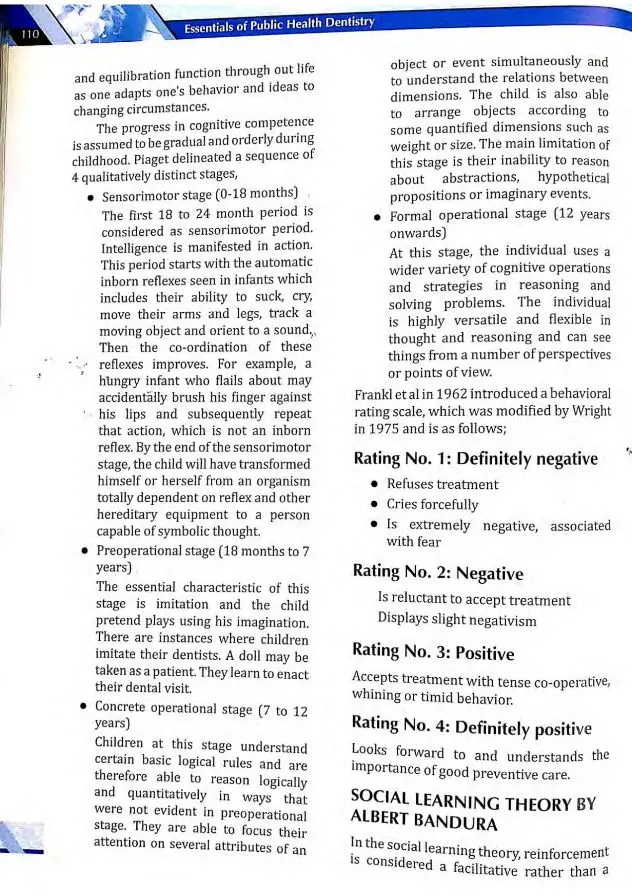 110
Essentials of Public Health Dentistry
and equilibration function through out life
as one adapts one's behavior and ideas to
changing circumstances.
The progress in cognitive competence
is assumed to be gradual and orderly during
childhood. Piaget delineated a sequence of
4 qualitatively distinct stages,
• Sensorimotor stage (0-18 months)
The first 18 to 24 month period is
considered as sensorimotor period.
Intelligence is manifested in action.
This period starts with the automatic
inborn reflexes seen in infants which
includes their ability to suck, cry,
move their arms and legs, track a
moving object and orient to a sound.
Then the co-ordination of these
reflexes improves. For example, a
hungry infant who flails about may
accidentally brush his finger against
his lips and subsequently repeat
that action, which is not an inborn
reflex. By the end of the sensorimotor
stage, the child will have transformed
himself or herself from an organism
totally dependent on reflex and other
hereditary equipment to a person
capable of symbolic thought.
• Preoperational stage (18 months to 7
years)
The essential characteristic of this
stage is imitation and the child
pretend plays using his imagination.
There are instances where children
imitate their dentists. A doll may be
taken as a patient. They learn to enact
their dental visit.
• Concrete operational stage (7 to 12
years)
Children at this stage understand
certain basic logical rules and are
therefore able to reason logically
and quantitatively in ways that
were not evident in preoperational
stage. They are able to focus their
attention on several attributes of an
object or event simultaneously and
to understand the relations between
dimensions. The child is also able
to arrange objects according to
some quantified dimensions such as
weight or size. The main limitation of
this stage is their inability to reason
about abstractions, hypothetical
propositions or imaginary events.
• Formal operational stage (12 years
onwards)
At this stage, the individual uses a
wider variety of cognitive operations
and strategies in reasoning and
solving problems. The individual
is highly versatile and flexible in
thought and reasoning and can see
things from a number of perspectives
or points of view.
Frankl et al in 1962 introduced a behavioral
rating scale, which was modified by Wright
in 1975 and is as follows;
Rating No. 1: Definitely negative
• Refuses treatment
• Cries forcefully
• Is extremely negative, associated
with fear
Rating No. 2: Negative
Is reluctant to accept treatment
Displays slight negativism
Rating No. 3: Positive
Accepts treatment with tense co-operative,
whining or timid behavior.
Rating No. 4: Definitely positive
Looks forward to and understands the
importance of good preventive care.
SOCIAL LEARNING THEORY BY
ALBERT BANDURA
In the social learning theory, reinforcement
is considered a facilitative rather than a